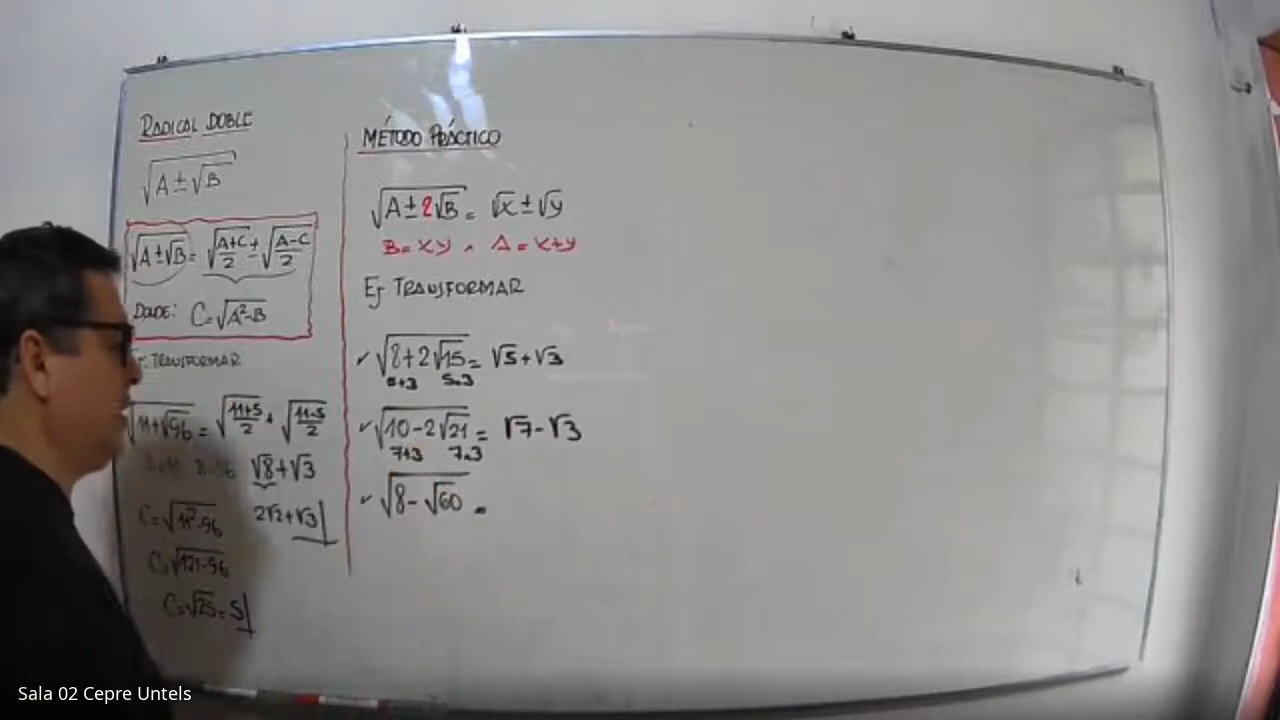 RADICAL DOBLE
√(A ± √B)
√(A±√B) = √((A+C)/2) ± √((A-C)/2)
DONDE: C=√(A²-B)
Ej. TRANSFORMAR
√(11+√96) = √((11+5)/2) + √((11-5)/2)
√8+√3
C=√(11²-96) 2√2+√3
C=√(121-96)
C=√25=5
MÉTODO PRÁCTICO
√(A ± 2√B) = √x ± √y
B=xy ∧ A=x+y
Ej TRANSFORMAR
✓ √(8+2√15) = √5+√3
5+3 5.3
✓ √(10-2√21) = √7-√3
7+3 7.3
✓ √(8-√60) =
Sala 02 Cepre Untels